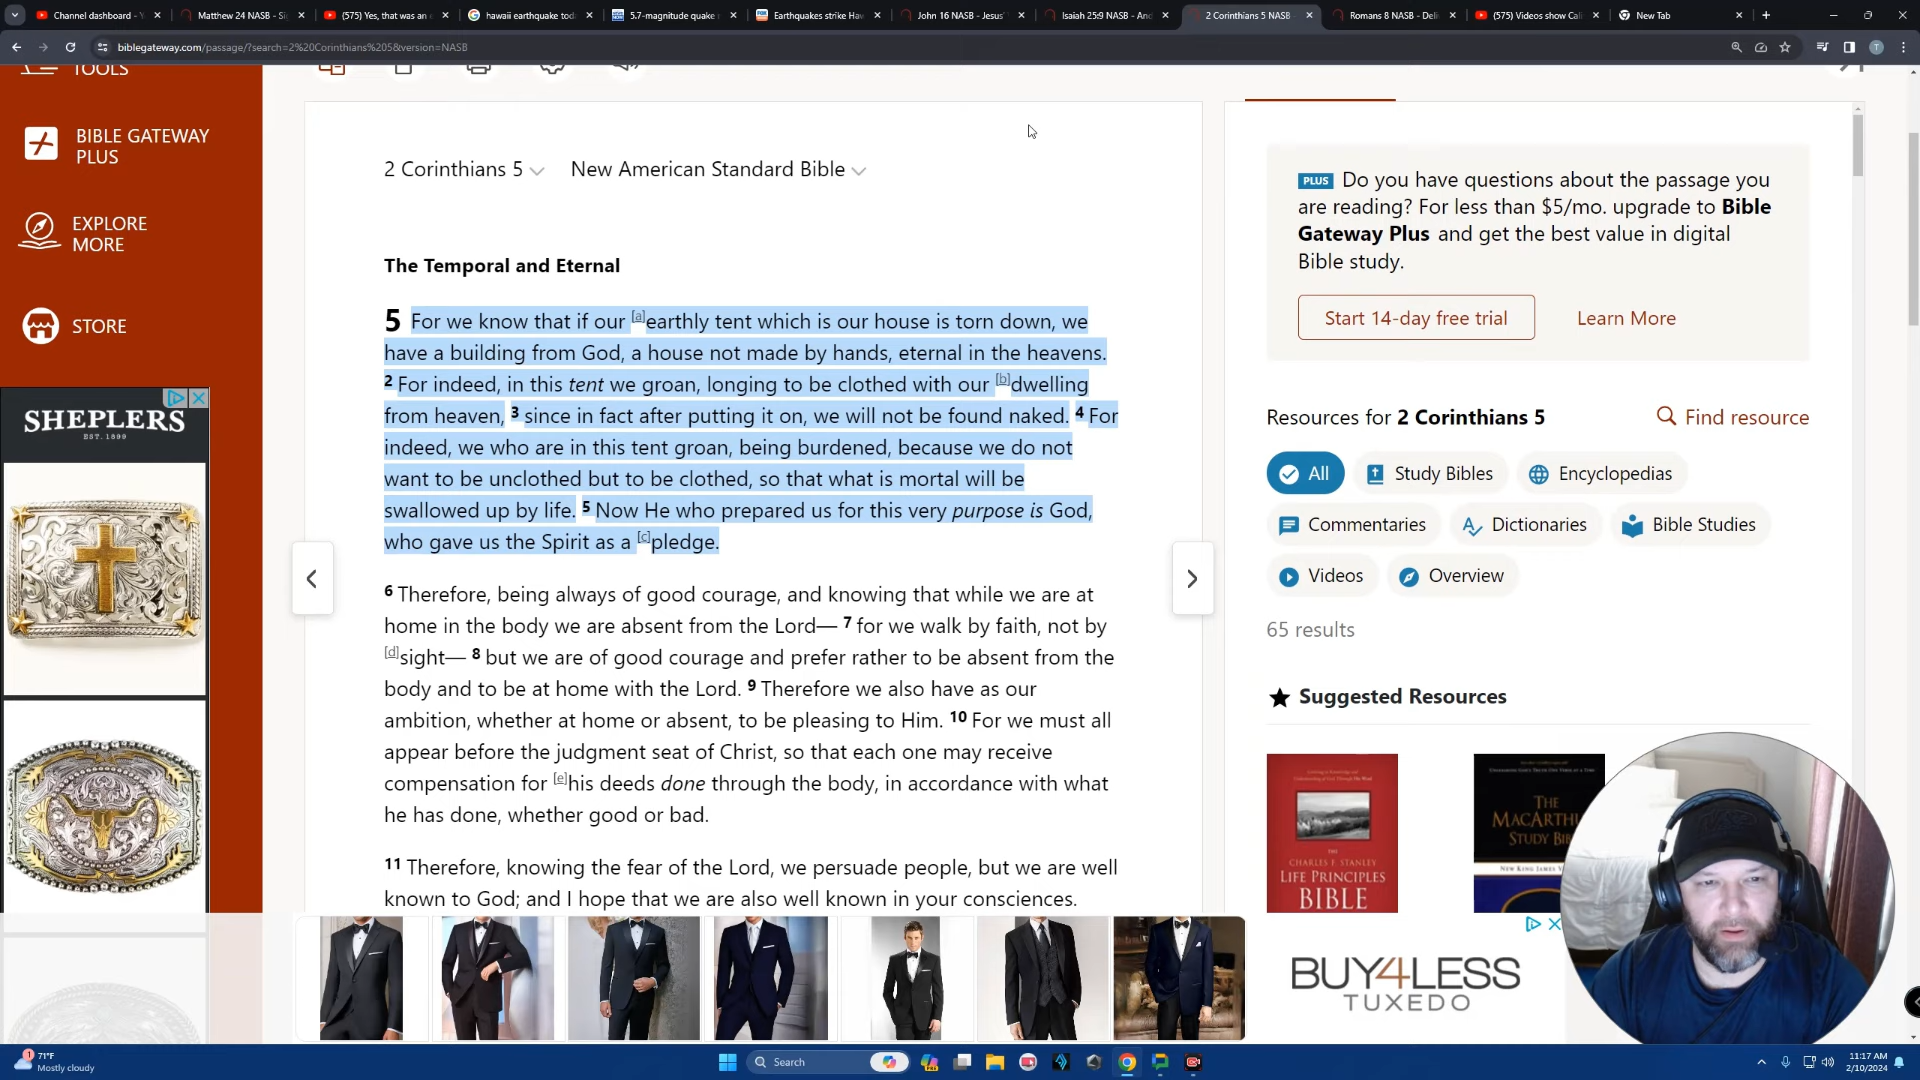 Channel dashboard - Y
Matthew 24 NASB - Si
(575) Yes, that was an e
hawaii earthquake toda
5.7-magnitude quake n
Earthquakes strike Haw
John 16 NASB - Jesus'
Isaiah 25:9 NASB - And
2 Corinthians 5 NASB
Romans 8 NASB - Deli
(575) Videos show Cali
New Tab
biblegateway.com/passage/?search=2%20Corinthians%205&version=NASB
TOOLS
BIBLE GATEWAY
PLUS
EXPLORE
MORE
STORE
SHEPLERS
EST. 1899
2 Corinthians 5
New American Standard Bible
The Temporal and Eternal
5 For we know that if our [a]earthly tent which is our house is torn down, we
have a building from God, a house not made by hands, eternal in the heavens.
2 For indeed, in this tent we groan, longing to be clothed with our [b]dwelling
from heaven, 3 since in fact after putting it on, we will not be found naked. 4 For
indeed, we who are in this tent groan, being burdened, because we do not
want to be unclothed but to be clothed, so that what is mortal will be
swallowed up by life. 5 Now He who prepared us for this very purpose is God,
who gave us the Spirit as a [c]pledge.
6 Therefore, being always of good courage, and knowing that while we are at
home in the body we are absent from the Lord— 7 for we walk by faith, not by
[d]sight— 8 but we are of good courage and prefer rather to be absent from the
body and to be at home with the Lord. 9 Therefore we also have as our
ambition, whether at home or absent, to be pleasing to Him. 10 For we must all
appear before the judgment seat of Christ, so that each one may receive
compensation for [e]his deeds done through the body, in accordance with what
he has done, whether good or bad.
11 Therefore, knowing the fear of the Lord, we persuade people, but we are well
known to God; and I hope that we are also well known in your consciences.
PLUS Do you have questions about the passage you
are reading? For less than $5/mo. upgrade to Bible
Gateway Plus and get the best value in digital
Bible study.
Start 14-day free trial
Learn More
Resources for 2 Corinthians 5
Find resource
All
Study Bibles
Encyclopedias
Commentaries
Dictionaries
Bible Studies
Videos
Overview
65 results
Suggested Resources
THE
CHARLES F. STANLEY
LIFE PRINCIPLES
BIBLE
THE
MACARTHU
STUDY BIB
NEW KING JAMES V
BUY4LESS
TUXEDO
1
71°F
Mostly cloudy
Search
11:17 AM
2/10/2024